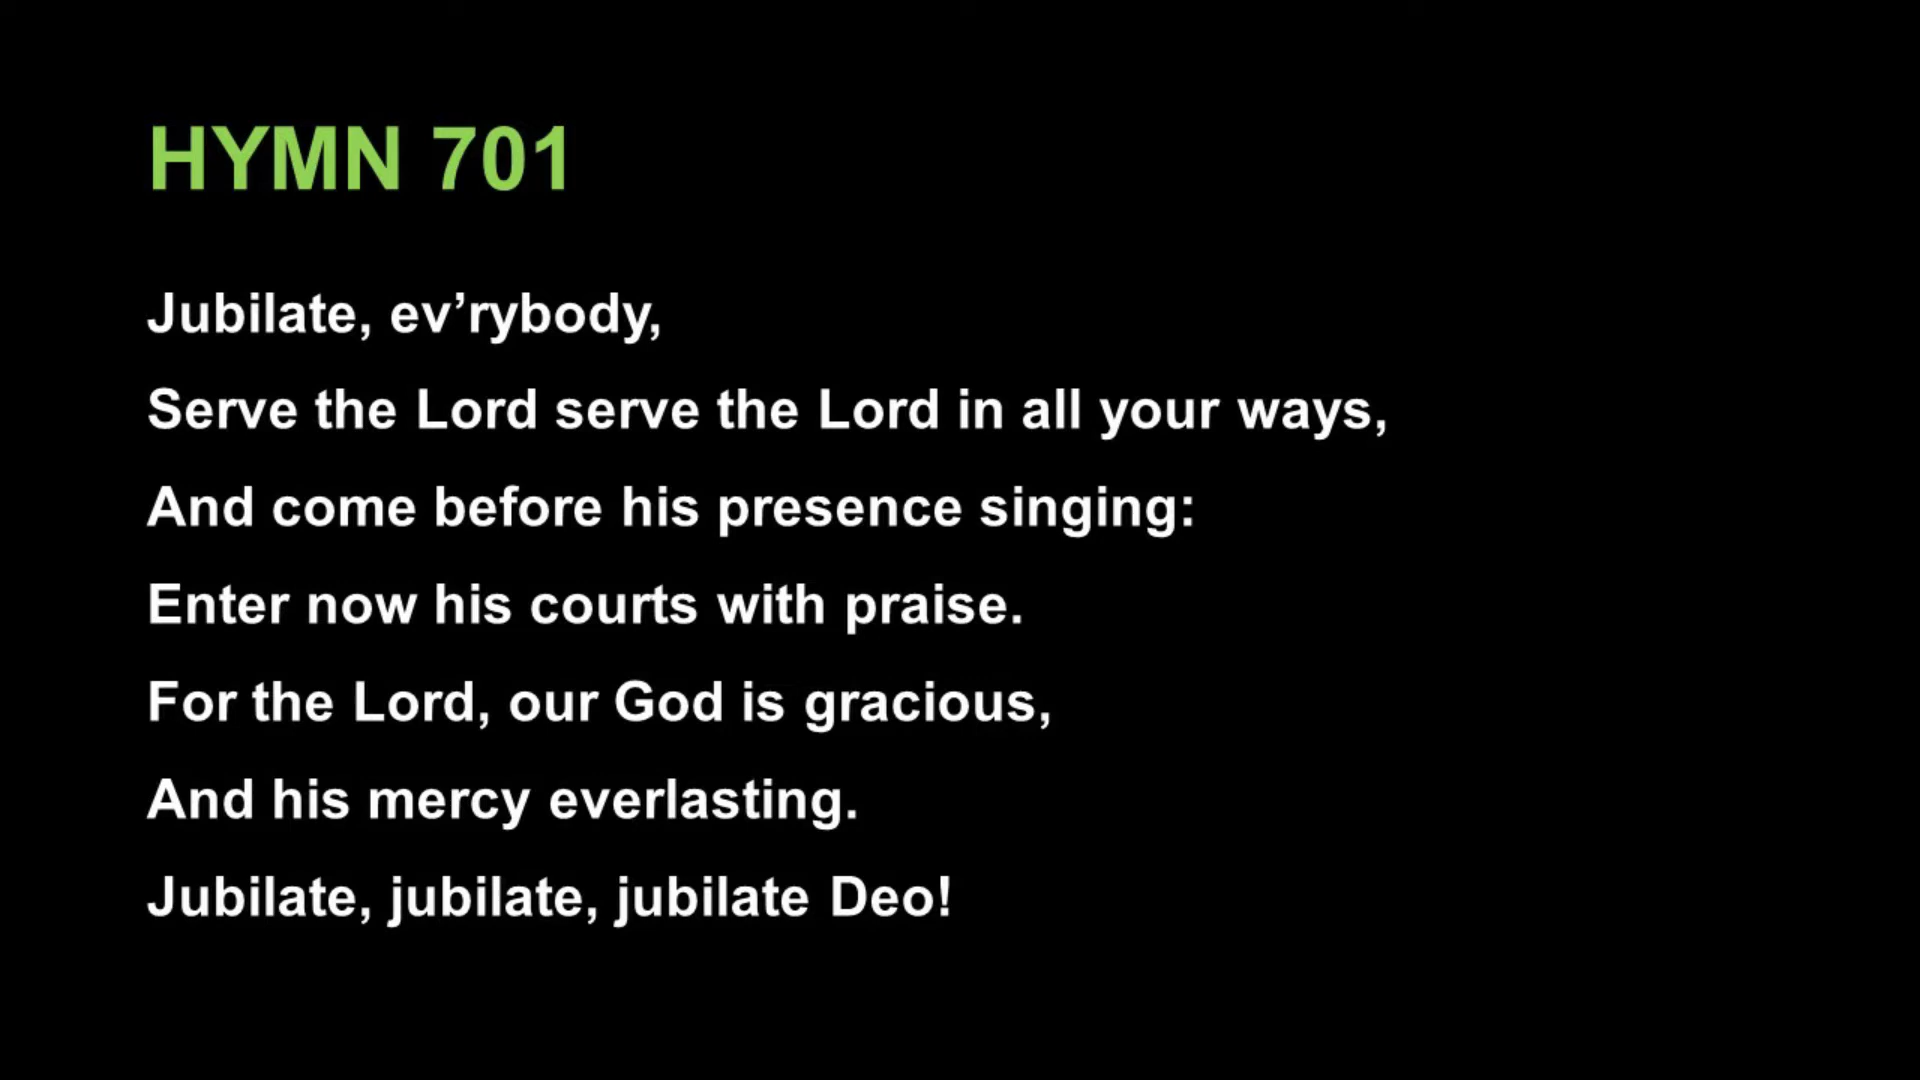 HYMN 701
Jubilate, ev’rybody,
Serve the Lord serve the Lord in all your ways,
And come before his presence singing:
Enter now his courts with praise.
For the Lord, our God is gracious,
And his mercy everlasting.
Jubilate, jubilate, jubilate Deo!